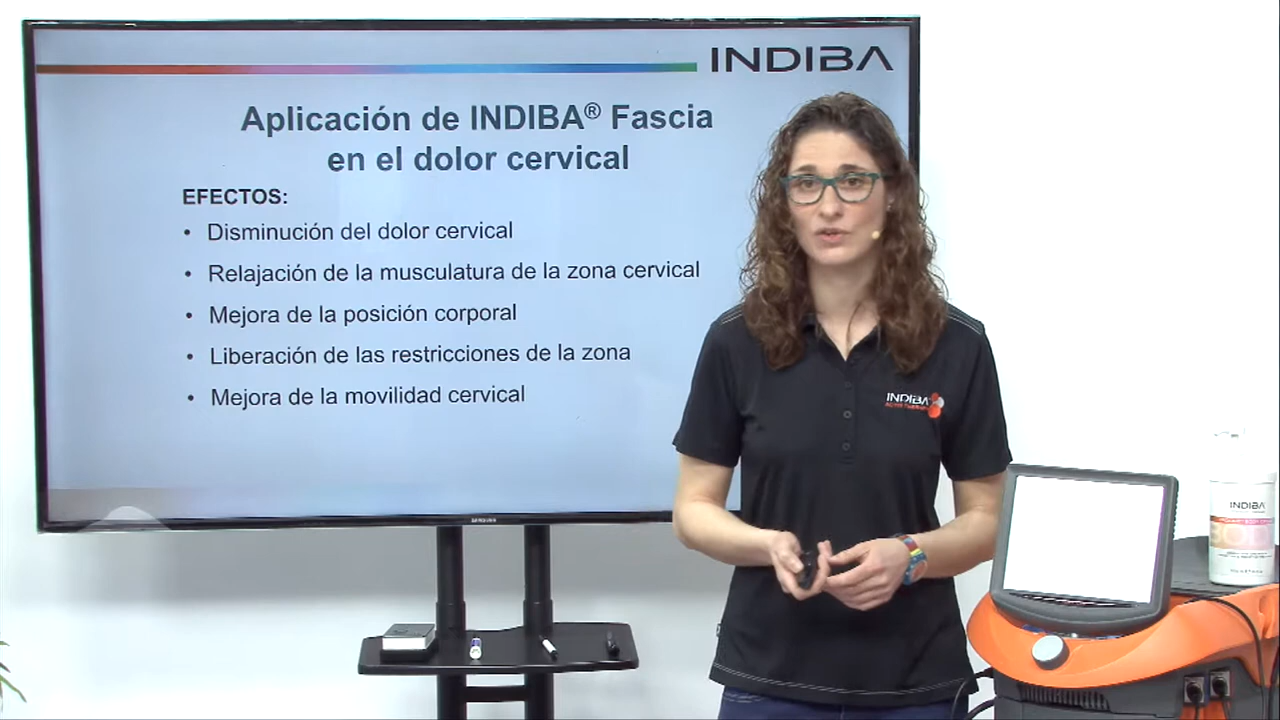 INDIBA
Aplicación de INDIBA® Fascia
en el dolor cervical
EFECTOS:
• Disminución del dolor cervical
• Relajación de la musculatura de la zona cervical
• Mejora de la posición corporal
• Liberación de las restricciones de la zona
• Mejora de la movilidad cervical
SAMSUNG
INDIBA
INDIBA